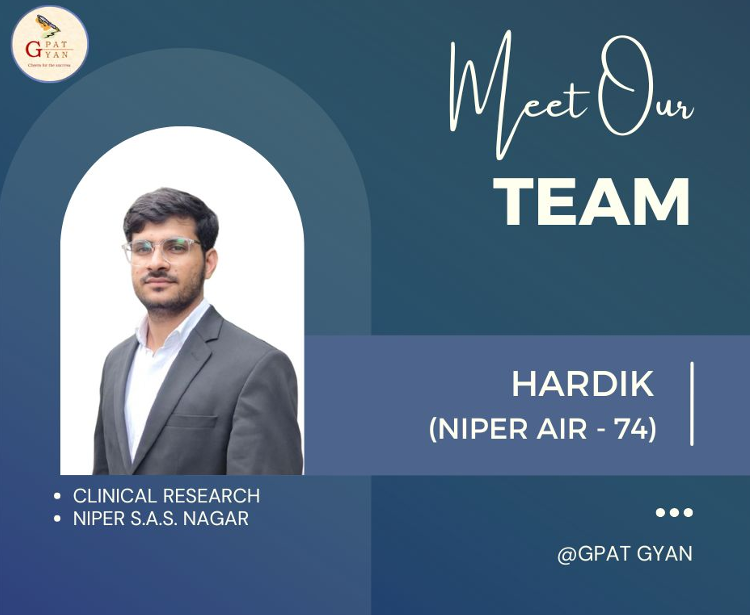 GPAT
GYAN
Meet Our
TEAM
HARDIK
(NIPER AIR - 74)
• CLINICAL RESEARCH
• NIPER S.A.S. NAGAR
@GPAT GYAN